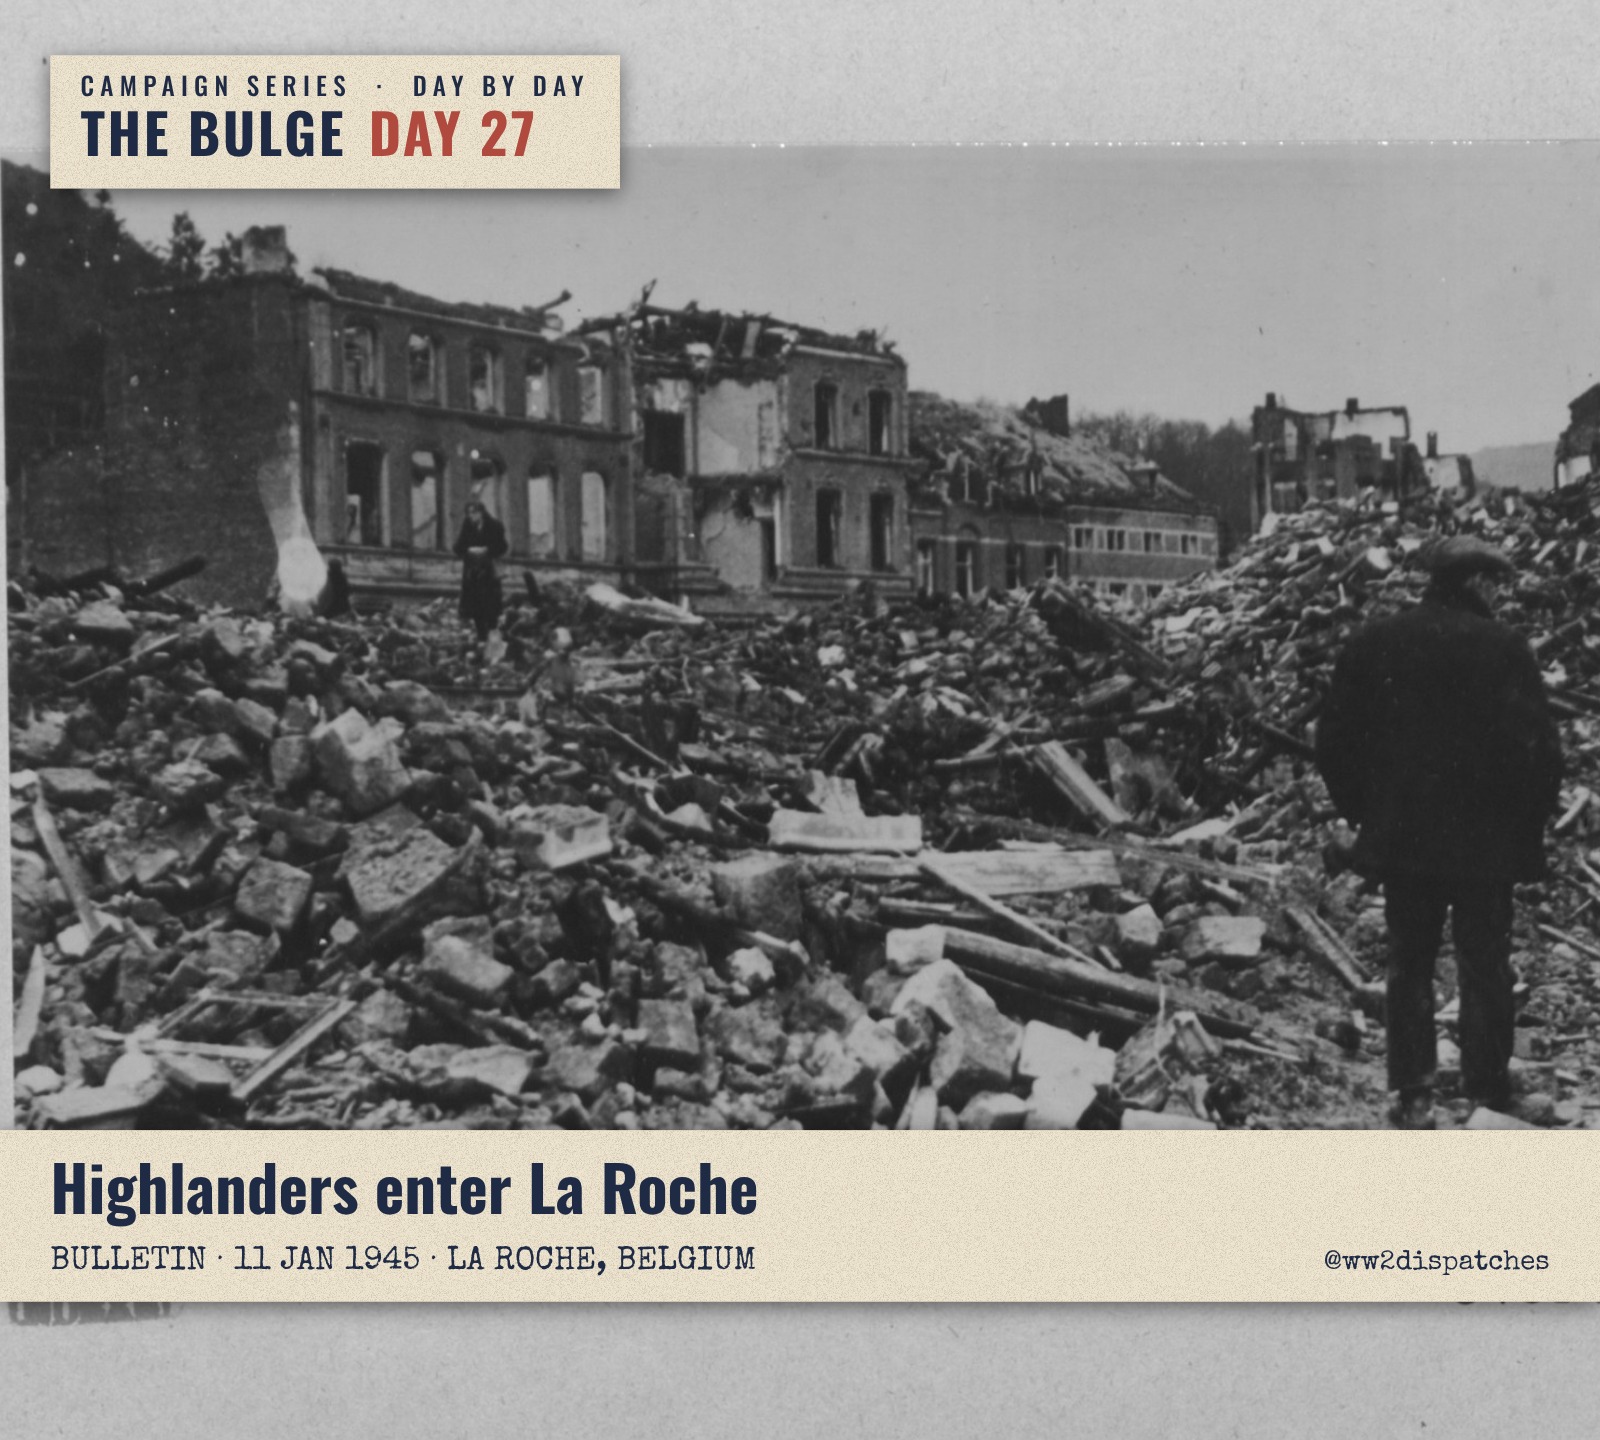 CAMPAIGN SERIES · DAY BY DAY
THE BULGE DAY 27
Highlanders enter La Roche
BULLETIN · 11 JAN 1945 · LA ROCHE, BELGIUM
@ww2dispatches